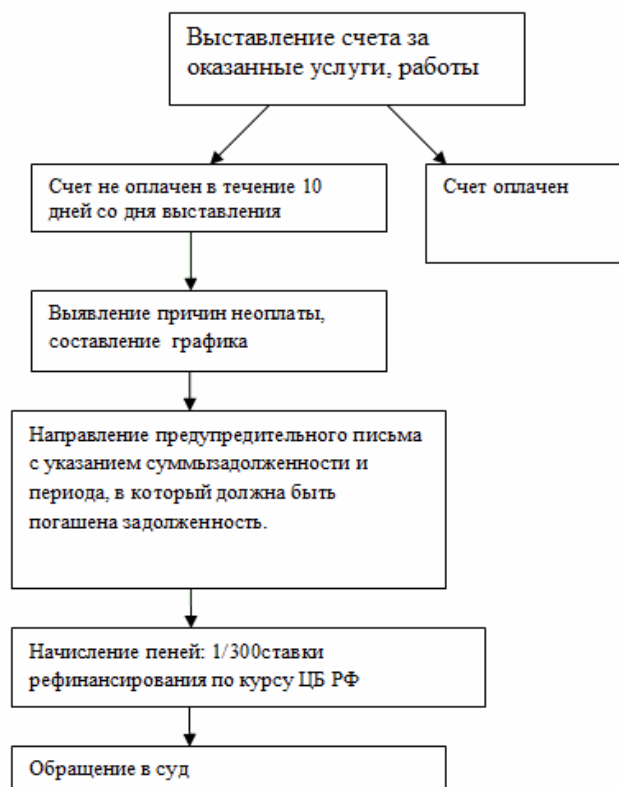 Выставление счета за
оказанные услуги, работы
Счет не оплачен в течение 10
дней со дня выставления
Счет оплачен
Выявление причин неоплаты,
составление графика
Направление предупредительного письма
с указанием суммызадолженности и
периода, в который должна быть
погашена задолженность.
Начисление пеней: 1/300ставки
рефинансирования по курсу ЦБ РФ
Обращение в суд